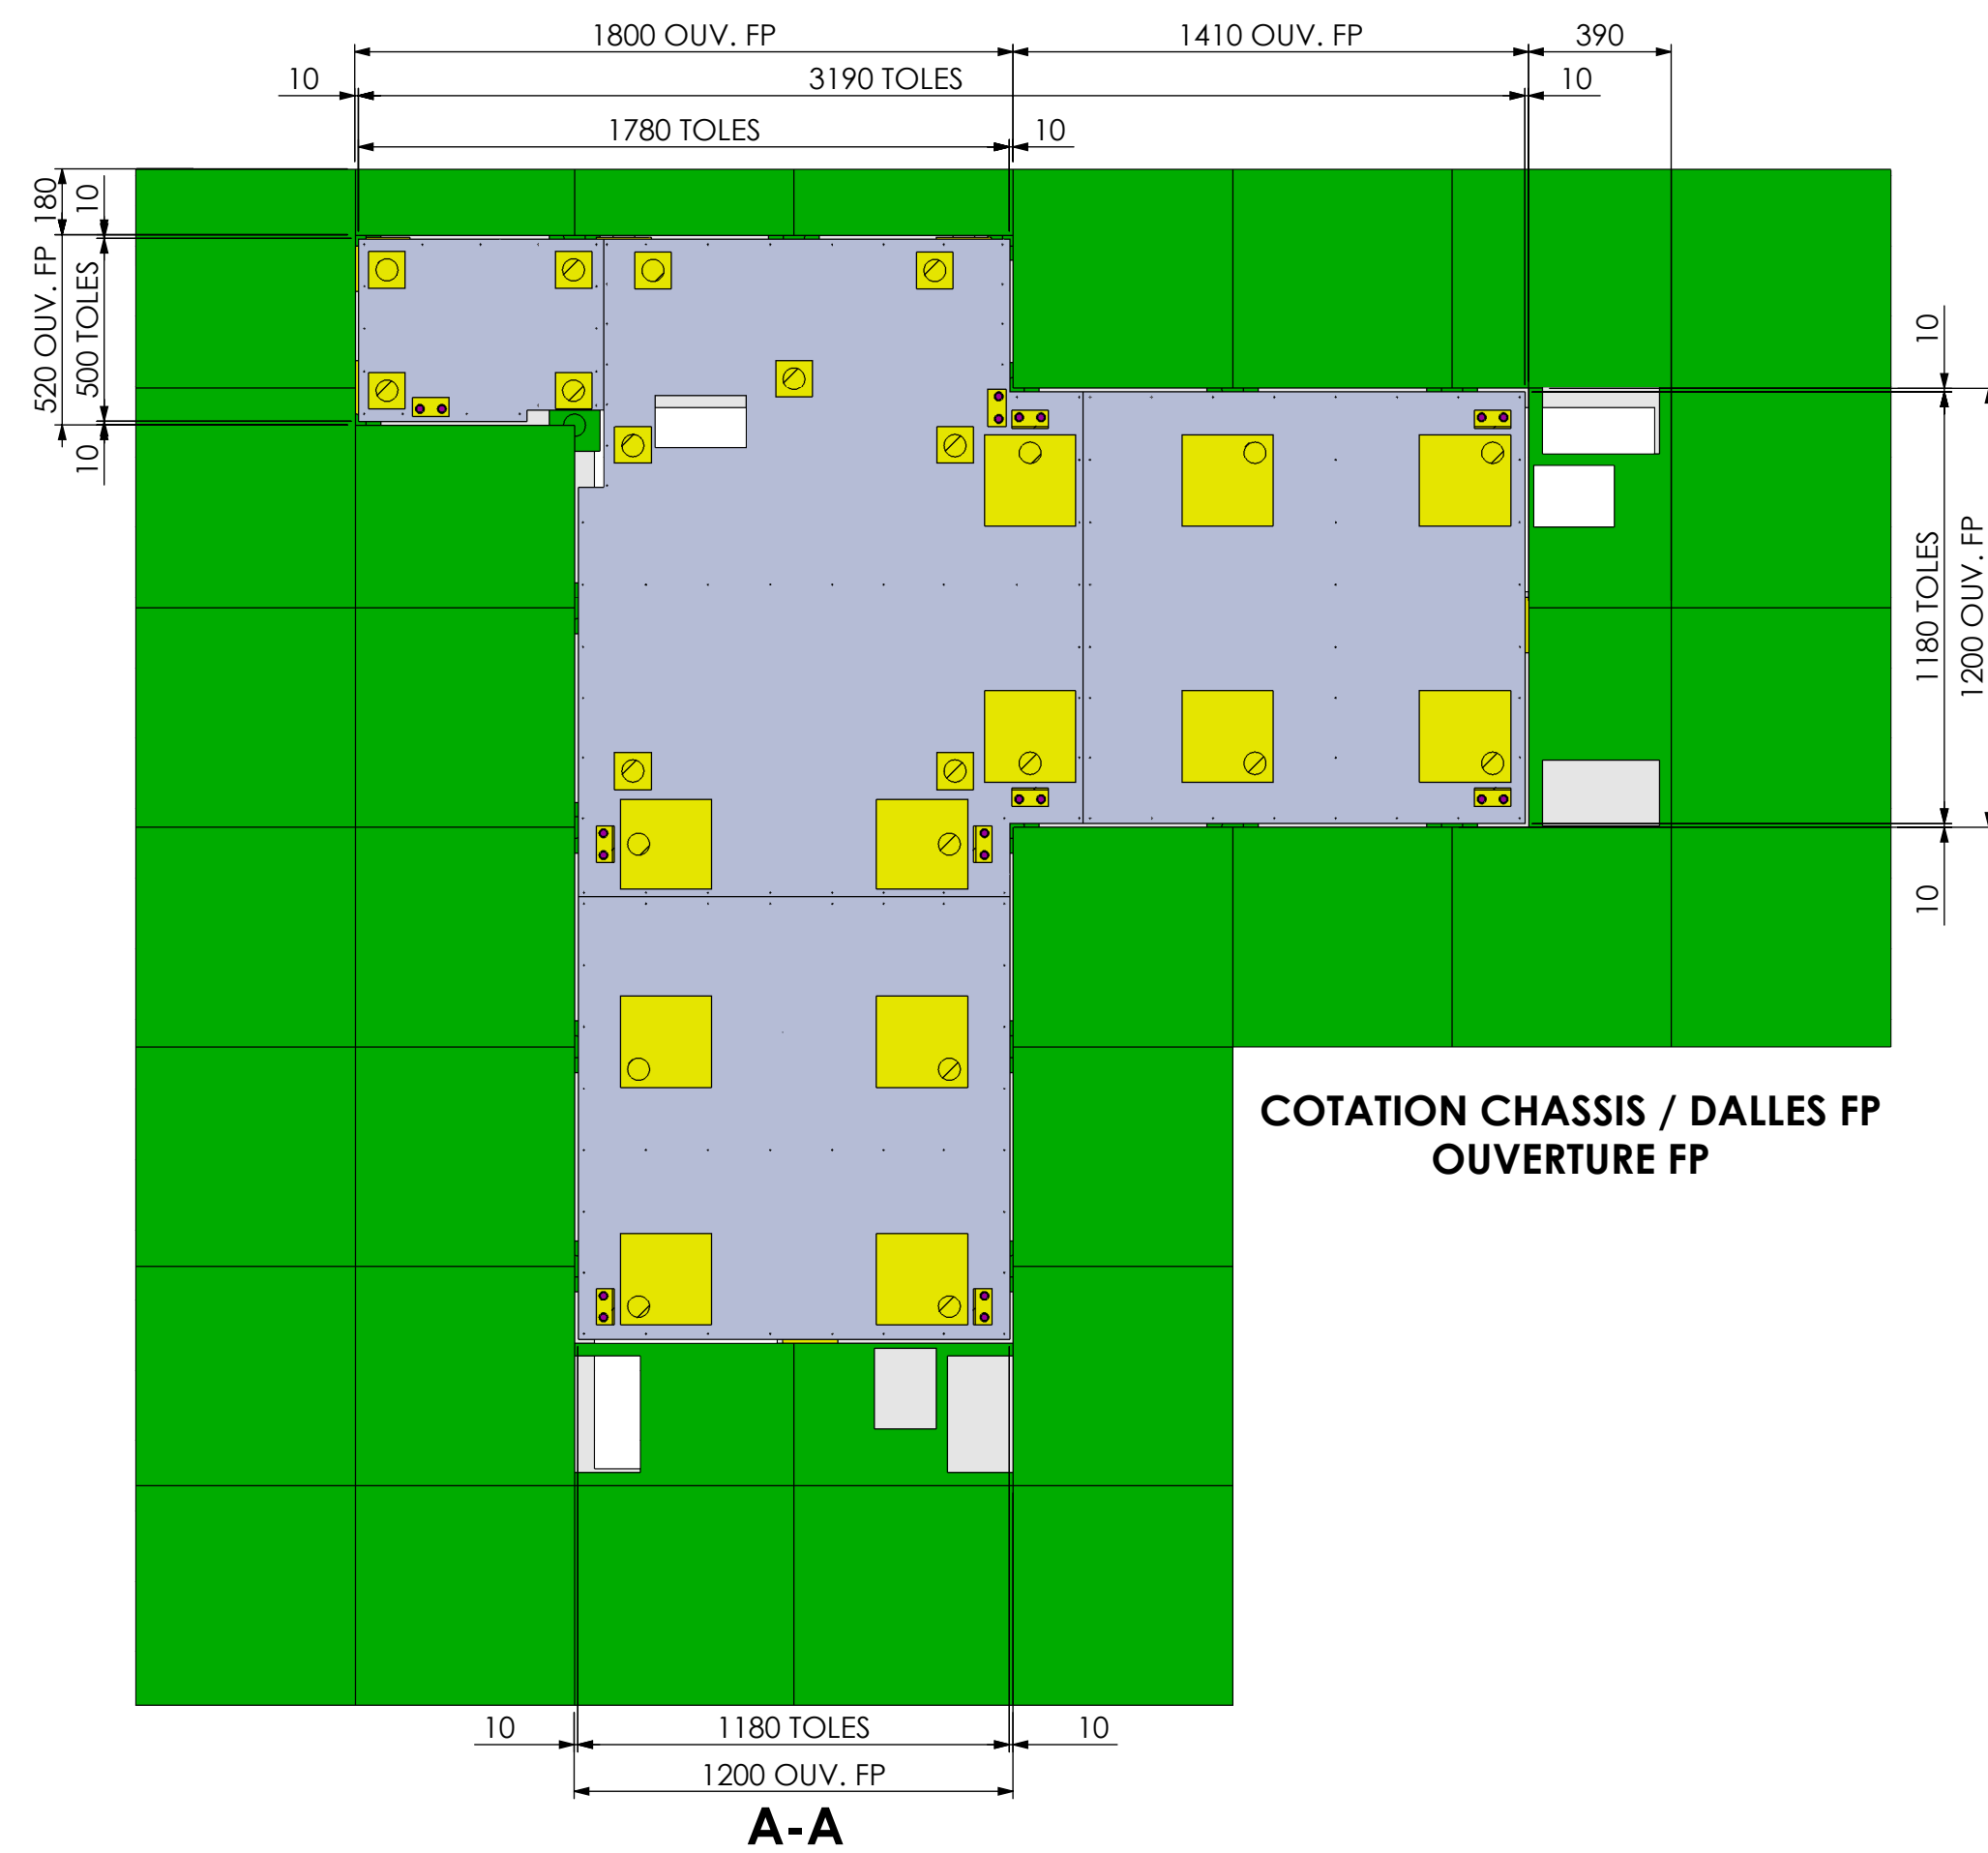 1800 OUV. FP
1410 OUV. FP
390
10
3190 TOLES
10
1780 TOLES
10
180
10
520 OUV. FP
500 TOLES
10
10
1180 TOLES
1200 OUV. FP
10
COTATION CHASSIS / DALLES FP
OUVERTURE FP
10
1180 TOLES
10
1200 OUV. FP
A-A